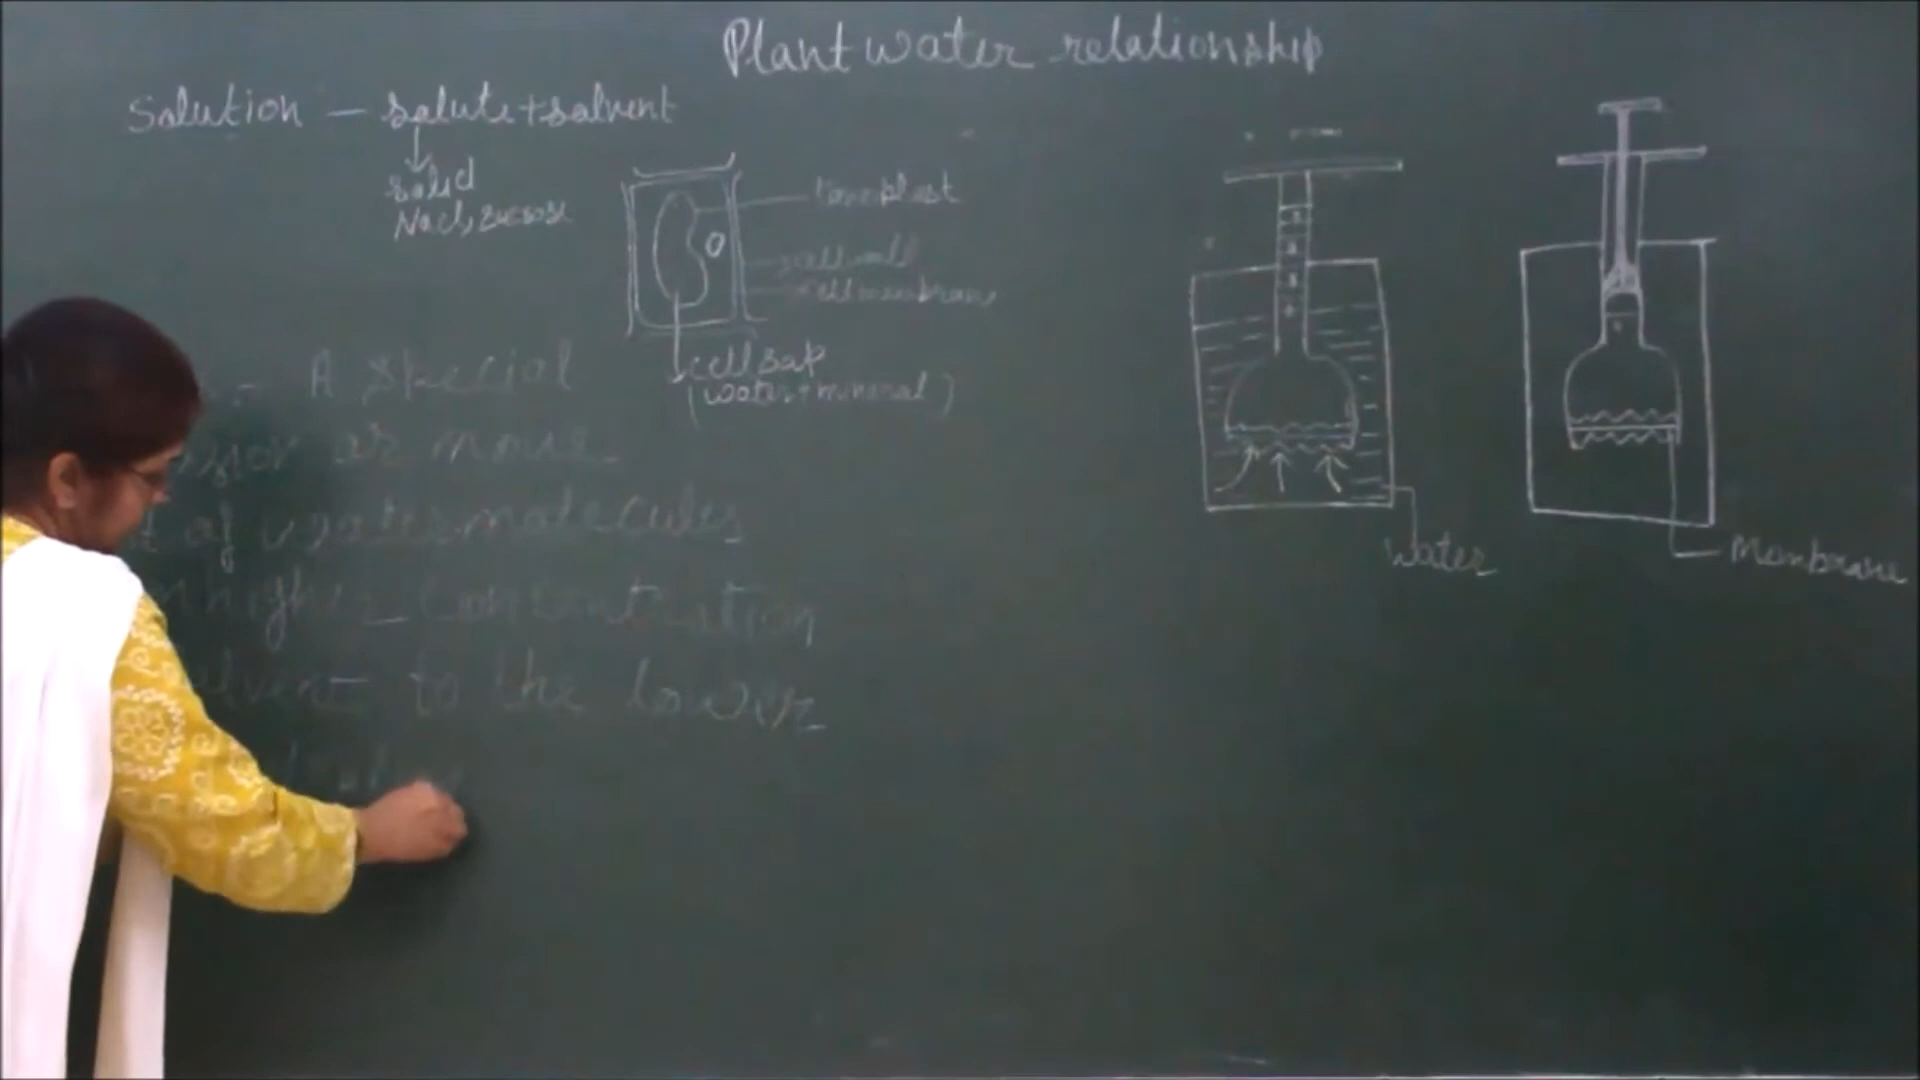 Plant water relationship
Solution – solute + solvent
solid
Nacl, sucrose
Tonoplast
cell wall
cell membrane
cell sap
(water + mineral)
A special
or more
of water molecules
higher concentration
to the lower
Water
Membrane